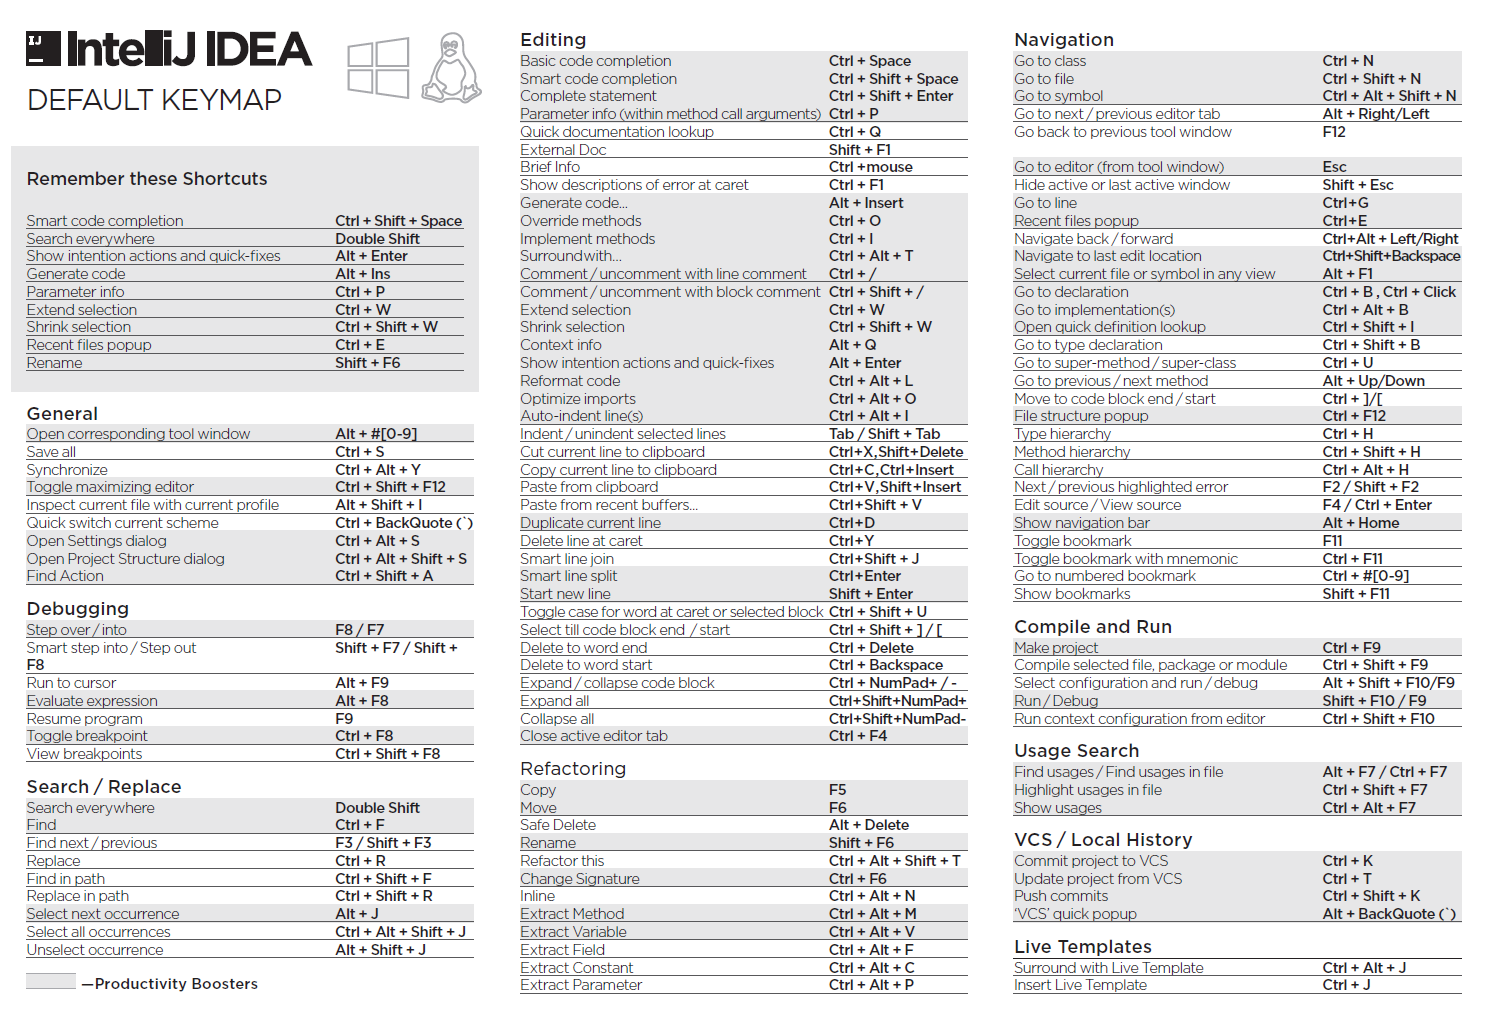 IJ
IntelliJ IDEA
DEFAULT KEYMAP
Remember these Shortcuts
Smart code completion Ctrl + Shift + Space
Search everywhere Double Shift
Show intention actions and quick-fixes Alt + Enter
Generate code Alt + Ins
Parameter info Ctrl + P
Extend selection Ctrl + W
Shrink selection Ctrl + Shift + W
Recent files popup Ctrl + E
Rename Shift + F6
General
Open corresponding tool window Alt + #[0-9]
Save all Ctrl + S
Synchronize Ctrl + Alt + Y
Toggle maximizing editor Ctrl + Shift + F12
Inspect current file with current profile Alt + Shift + I
Quick switch current scheme Ctrl + BackQuote (`)
Open Settings dialog Ctrl + Alt + S
Open Project Structure dialog Ctrl + Alt + Shift + S
Find Action Ctrl + Shift + A
Debugging
Step over / into F8 / F7
Smart step into / Step out Shift + F7 / Shift +
F8
Run to cursor Alt + F9
Evaluate expression Alt + F8
Resume program F9
Toggle breakpoint Ctrl + F8
View breakpoints Ctrl + Shift + F8
Search / Replace
Search everywhere Double Shift
Find Ctrl + F
Find next / previous F3 / Shift + F3
Replace Ctrl + R
Find in path Ctrl + Shift + F
Replace in path Ctrl + Shift + R
Select next occurrence Alt + J
Select all occurrences Ctrl + Alt + Shift + J
Unselect occurrence Alt + Shift + J
—Productivity Boosters
Editing
Basic code completion Ctrl + Space
Smart code completion Ctrl + Shift + Space
Complete statement Ctrl + Shift + Enter
Parameter info (within method call arguments) Ctrl + P
Quick documentation lookup Ctrl + Q
External Doc Shift + F1
Brief Info Ctrl +mouse
Show descriptions of error at caret Ctrl + F1
Generate code... Alt + Insert
Override methods Ctrl + O
Implement methods Ctrl + I
Surround with... Ctrl + Alt + T
Comment / uncomment with line comment Ctrl + /
Comment / uncomment with block comment Ctrl + Shift + /
Extend selection Ctrl + W
Shrink selection Ctrl + Shift + W
Context info Alt + Q
Show intention actions and quick-fixes Alt + Enter
Reformat code Ctrl + Alt + L
Optimize imports Ctrl + Alt + O
Auto-indent line(s) Ctrl + Alt + I
Indent / unindent selected lines Tab / Shift + Tab
Cut current line to clipboard Ctrl+X,Shift+Delete
Copy current line to clipboard Ctrl+C,Ctrl+Insert
Paste from clipboard Ctrl+V,Shift+Insert
Paste from recent buffers... Ctrl+Shift + V
Duplicate current line Ctrl+D
Delete line at caret Ctrl+Y
Smart line join Ctrl+Shift + J
Smart line split Ctrl+Enter
Start new line Shift + Enter
Toggle case for word at caret or selected block Ctrl + Shift + U
Select till code block end / start Ctrl + Shift + ] / [
Delete to word end Ctrl + Delete
Delete to word start Ctrl + Backspace
Expand / collapse code block Ctrl + NumPad+ / -
Expand all Ctrl+Shift+NumPad+
Collapse all Ctrl+Shift+NumPad-
Close active editor tab Ctrl + F4
Refactoring
Copy F5
Move F6
Safe Delete Alt + Delete
Rename Shift + F6
Refactor this Ctrl + Alt + Shift + T
Change Signature Ctrl + F6
Inline Ctrl + Alt + N
Extract Method Ctrl + Alt + M
Extract Variable Ctrl + Alt + V
Extract Field Ctrl + Alt + F
Extract Constant Ctrl + Alt + C
Extract Parameter Ctrl + Alt + P
Navigation
Go to class Ctrl + N
Go to file Ctrl + Shift + N
Go to symbol Ctrl + Alt + Shift + N
Go to next / previous editor tab Alt + Right/Left
Go back to previous tool window F12
Go to editor (from tool window) Esc
Hide active or last active window Shift + Esc
Go to line Ctrl+G
Recent files popup Ctrl+E
Navigate back / forward Ctrl+Alt + Left/Right
Navigate to last edit location Ctrl+Shift+Backspace
Select current file or symbol in any view Alt + F1
Go to declaration Ctrl + B , Ctrl + Click
Go to implementation(s) Ctrl + Alt + B
Open quick definition lookup Ctrl + Shift + I
Go to type declaration Ctrl + Shift + B
Go to super-method / super-class Ctrl + U
Go to previous / next method Alt + Up/Down
Move to code block end / start Ctrl + ]/[
File structure popup Ctrl + F12
Type hierarchy Ctrl + H
Method hierarchy Ctrl + Shift + H
Call hierarchy Ctrl + Alt + H
Next / previous highlighted error F2 / Shift + F2
Edit source / View source F4 / Ctrl + Enter
Show navigation bar Alt + Home
Toggle bookmark F11
Toggle bookmark with mnemonic Ctrl + F11
Go to numbered bookmark Ctrl + #[0-9]
Show bookmarks Shift + F11
Compile and Run
Make project Ctrl + F9
Compile selected file, package or module Ctrl + Shift + F9
Select configuration and run / debug Alt + Shift + F10/F9
Run / Debug Shift + F10 / F9
Run context configuration from editor Ctrl + Shift + F10
Usage Search
Find usages / Find usages in file Alt + F7 / Ctrl + F7
Highlight usages in file Ctrl + Shift + F7
Show usages Ctrl + Alt + F7
VCS / Local History
Commit project to VCS Ctrl + K
Update project from VCS Ctrl + T
Push commits Ctrl + Shift + K
‘VCS’ quick popup Alt + BackQuote (`)
Live Templates
Surround with Live Template Ctrl + Alt + J
Insert Live Template Ctrl + J